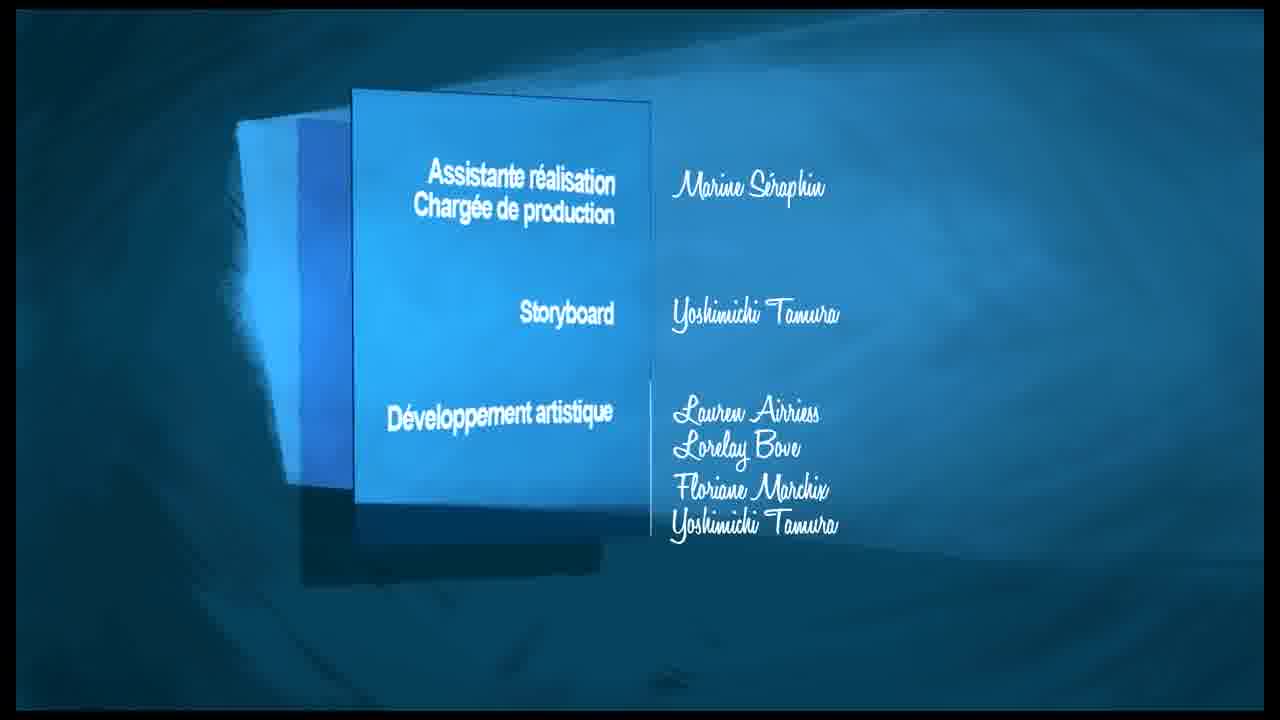 Assistante réalisation
Chargée de production
Marine Séraphin
Storyboard
Yoshimichi Tamura
Développement artistique
Lauren Airriess
Lorelay Bove
Floriane Marchix
Yoshimichi Tamura